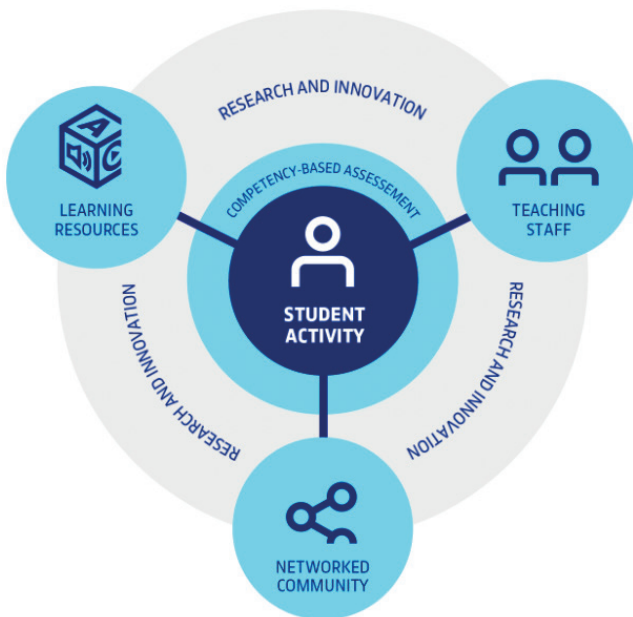 RESEARCH AND INNOVATION
A
C
LEARNING
RESOURCES
COMPETENCY-BASED ASSESSEMENT
TEACHING
STAFF
STUDENT
ACTIVITY
RESEARCH AND INNOVATION
RESEARCH AND INNOVATION
NETWORKED
COMMUNITY